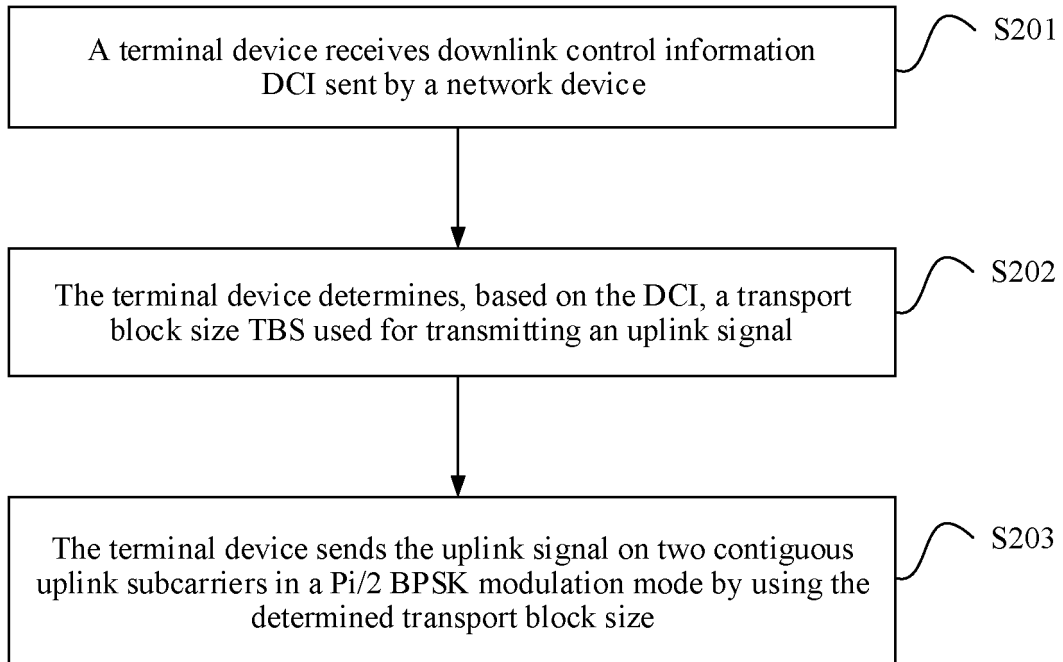 A terminal device receives downlink control information
DCI sent by a network device
S201
The terminal device determines, based on the DCI, a transport
block size TBS used for transmitting an uplink signal
S202
The terminal device sends the uplink signal on two contiguous
uplink subcarriers in a Pi/2 BPSK modulation mode by using the
determined transport block size
S203